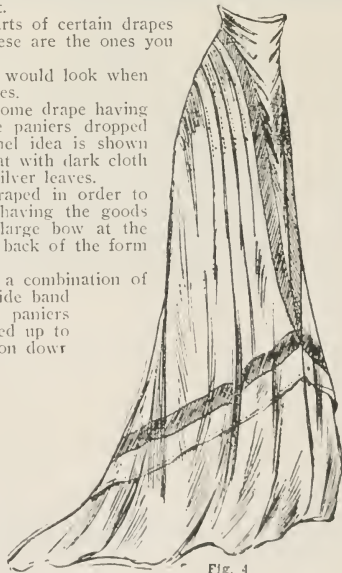 t.
rts of certain drapes
ese are the ones you
would look when
es.
ome drape having
e paniers dropped
nel idea is shown
at with dark cloth
ilver leaves.
raped in order to
having the goods
large bow at the
back of the form
a combination of
ide band
paniers
ed up to
on dowr
Fig. 4